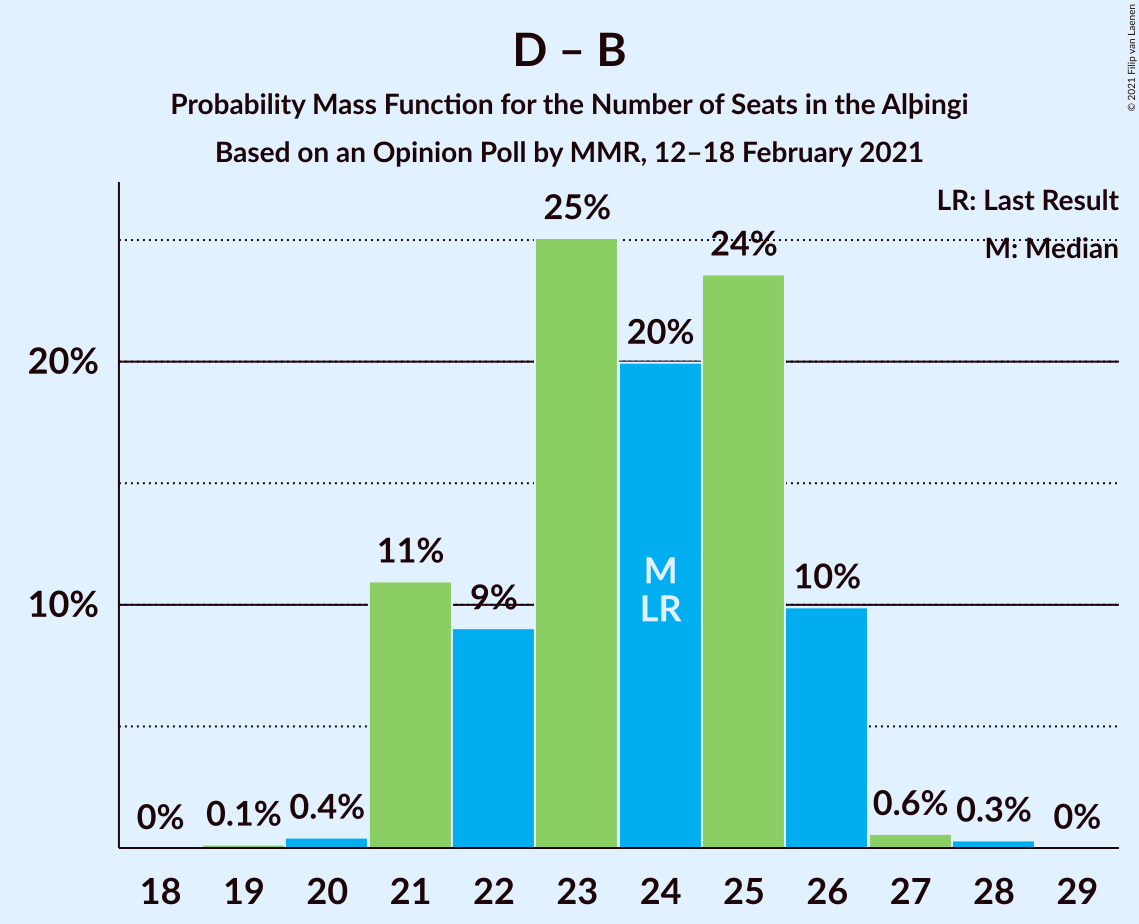 D – B
Probability Mass Function for the Number of Seats in the Alþingi
Based on an Opinion Poll by MMR, 12–18 February 2021
© 2021 Filip van Laenen
LR: Last Result
M: Median
25%
24%
20%
20%
11%
9%
10%
10%
M
LR
0%
0.1%
0.4%
0.6%
0.3%
0%
18 19 20 21 22 23 24 25 26 27 28 29